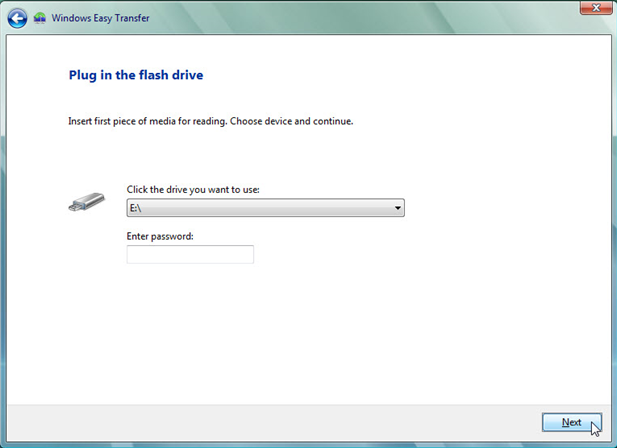 Windows Easy Transfer
Plug in the flash drive
Insert first piece of media for reading. Choose device and continue.
Click the drive you want to use:
E:\
Enter password:
Next